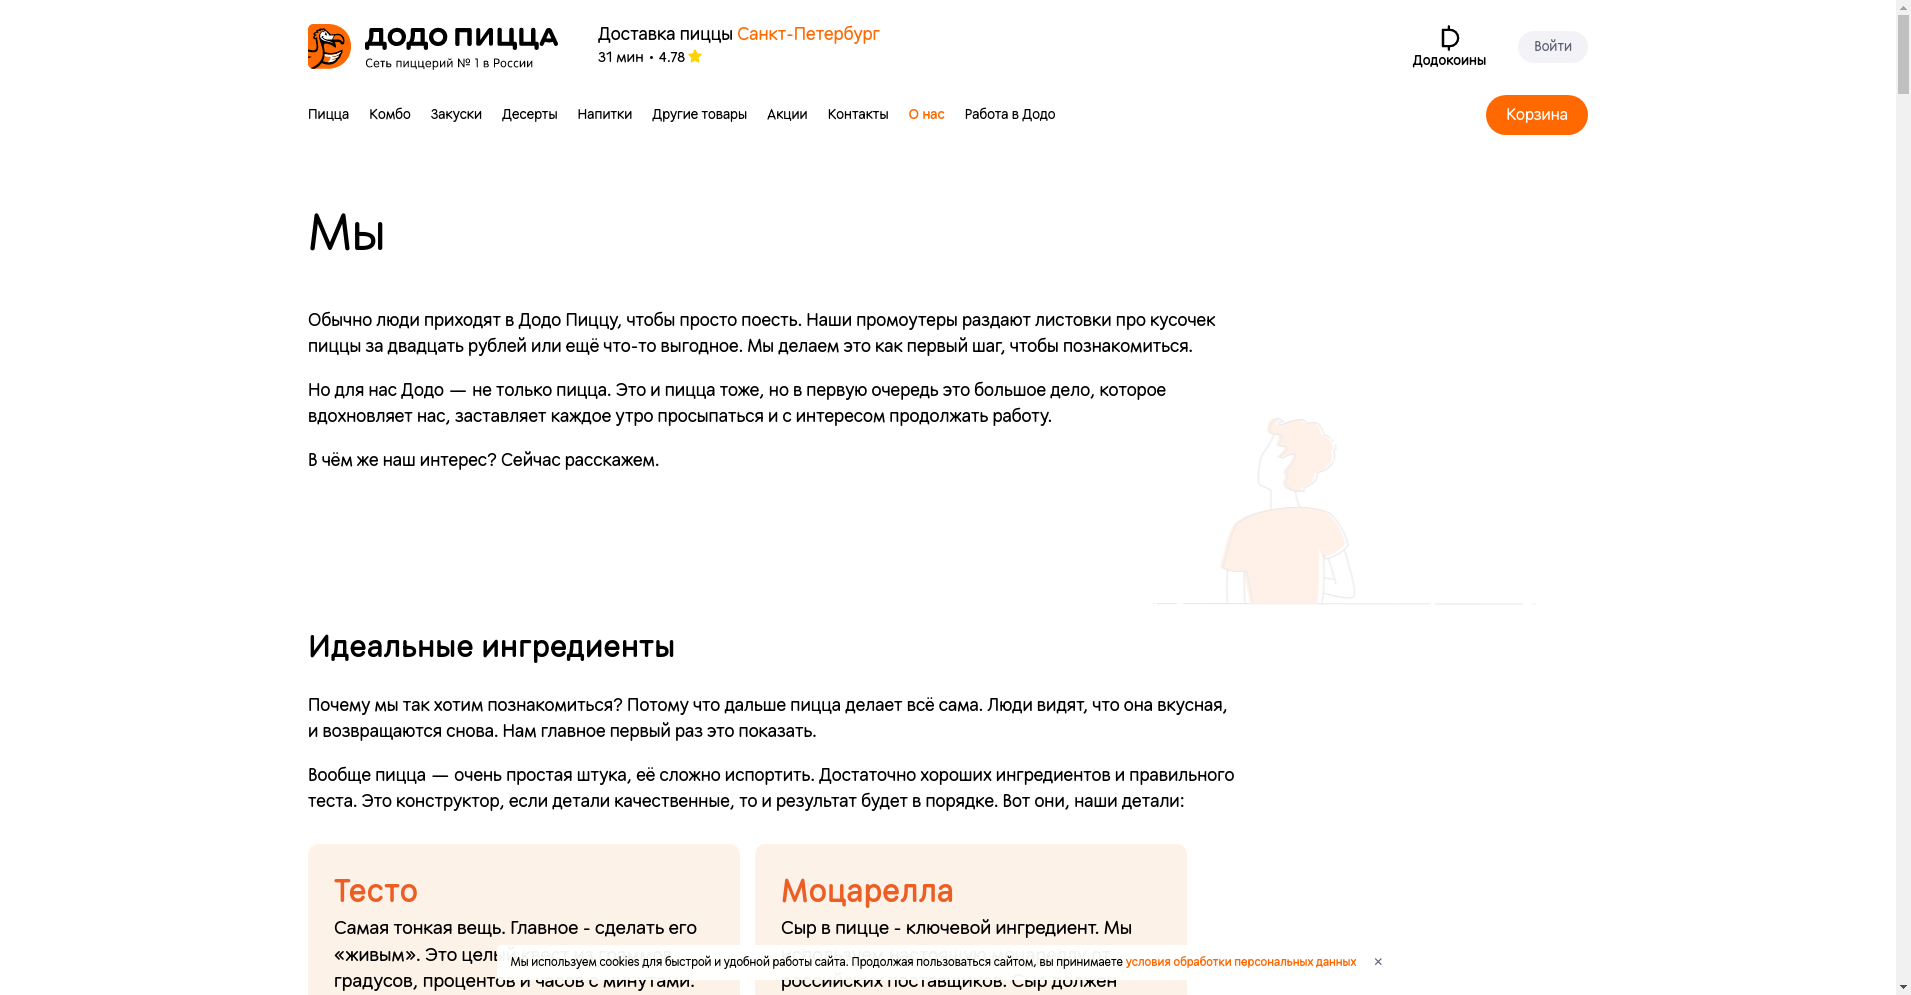 ДОДО ПИЦЦА
Сеть пиццерий № 1 в России
Доставка пиццы Санкт-Петербург
31 мин • 4.78
Додокоины
Войти
Пицца Комбо Закуски Десерты Напитки Другие товары Акции Контакты О нас Работа в Додо
Корзина
Мы
Обычно люди приходят в Додо Пиццу, чтобы просто поесть. Наши промоутеры раздают листовки про кусочек
пиццы за двадцать рублей или ещё что-то выгодное. Мы делаем это как первый шаг, чтобы познакомиться.
Но для нас Додо — не только пицца. Это и пицца тоже, но в первую очередь это большое дело, которое
вдохновляет нас, заставляет каждое утро просыпаться и с интересом продолжать работу.
В чём же наш интерес? Сейчас расскажем.
Идеальные ингредиенты
Почему мы так хотим познакомиться? Потому что дальше пицца делает всё сама. Люди видят, что она вкусная,
и возвращаются снова. Нам главное первый раз это показать.
Вообще пицца — очень простая штука, её сложно испортить. Достаточно хороших ингредиентов и правильного
теста. Это конструктор, если детали качественные, то и результат будет в порядке. Вот они, наши детали:
Тесто
Самая тонкая вещь. Главное - сделать его
«живым». Это целый
градусов, процентов и часов с минутами.
Моцарелла
Сыр в пицце - ключевой ингредиент. Мы
российских поставщиков. Сыр должен
Мы используем cookies для быстрой и удобной работы сайта. Продолжая пользоваться сайтом, вы принимаете условия обработки персональных данных ×